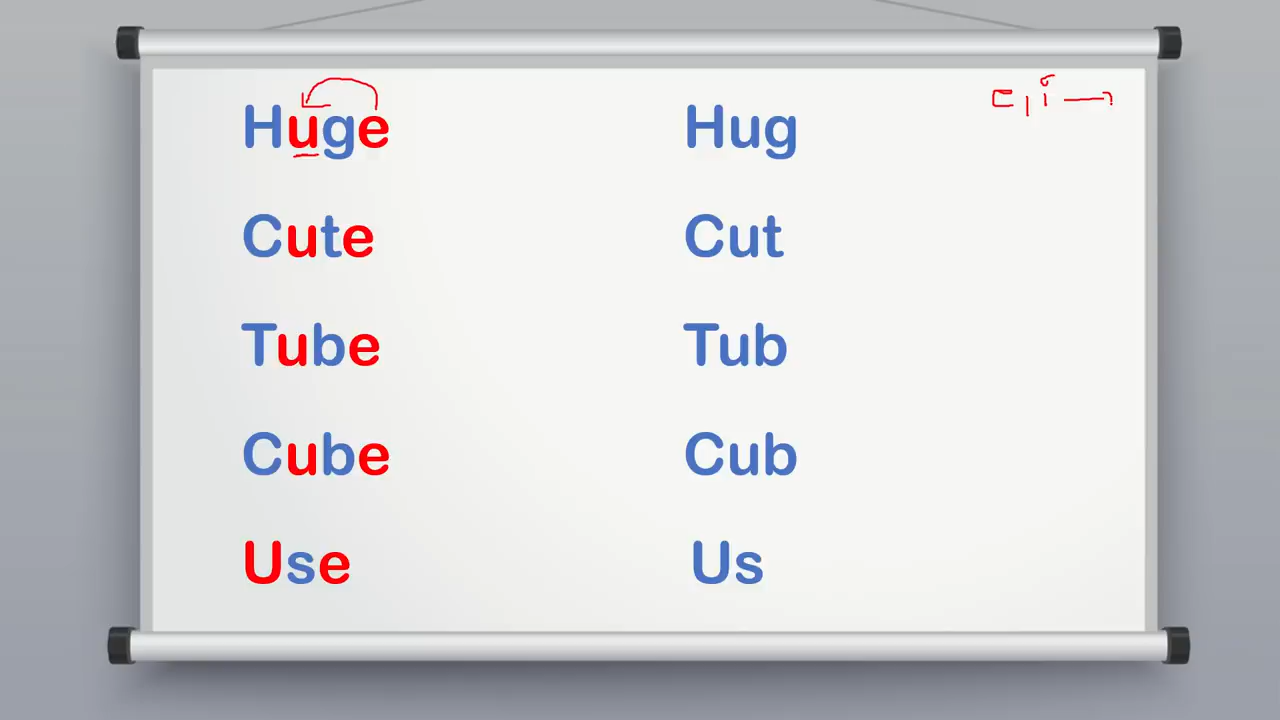 Huge Hug e, i →
Cute Cut
Tube Tub
Cube Cub
Use Us